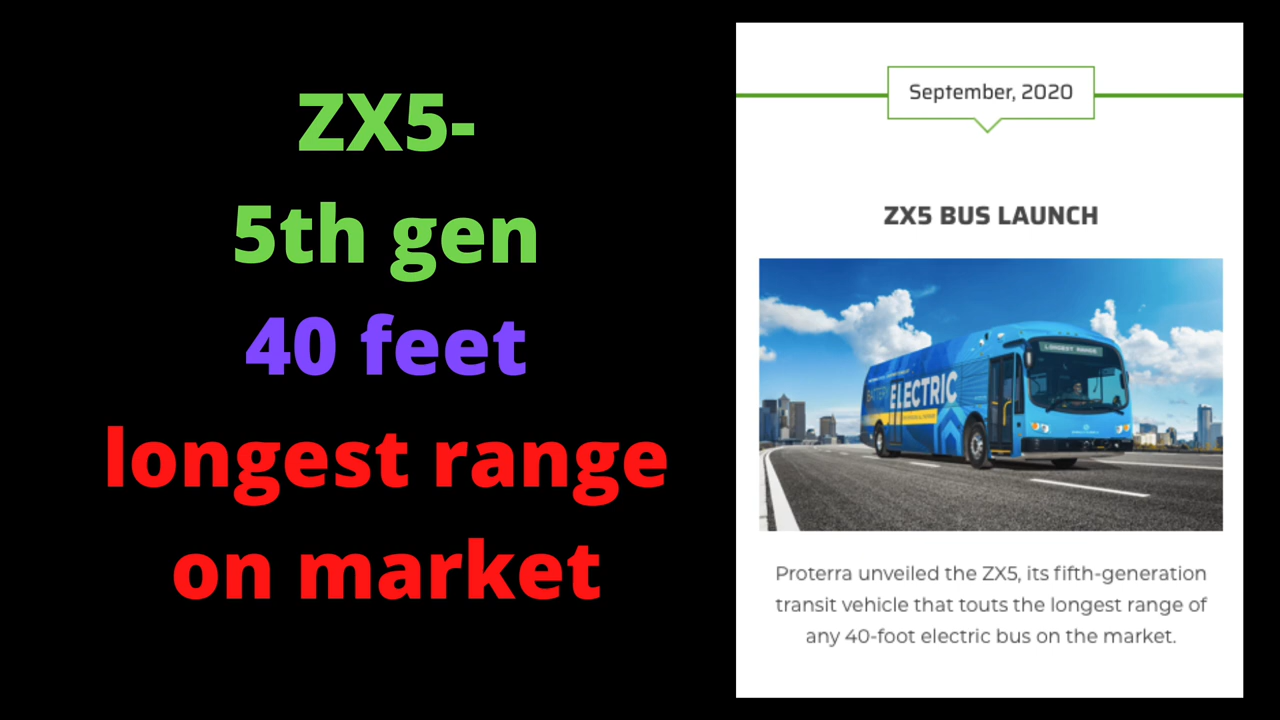 ZX5-
5th gen
40 feet
longest range
on market
September, 2020
ZX5 BUS LAUNCH
LONGEST RANGE
ELECTRIC
Proterra unveiled the ZX5, its fifth-generation
transit vehicle that touts the longest range of
any 40-foot electric bus on the market.